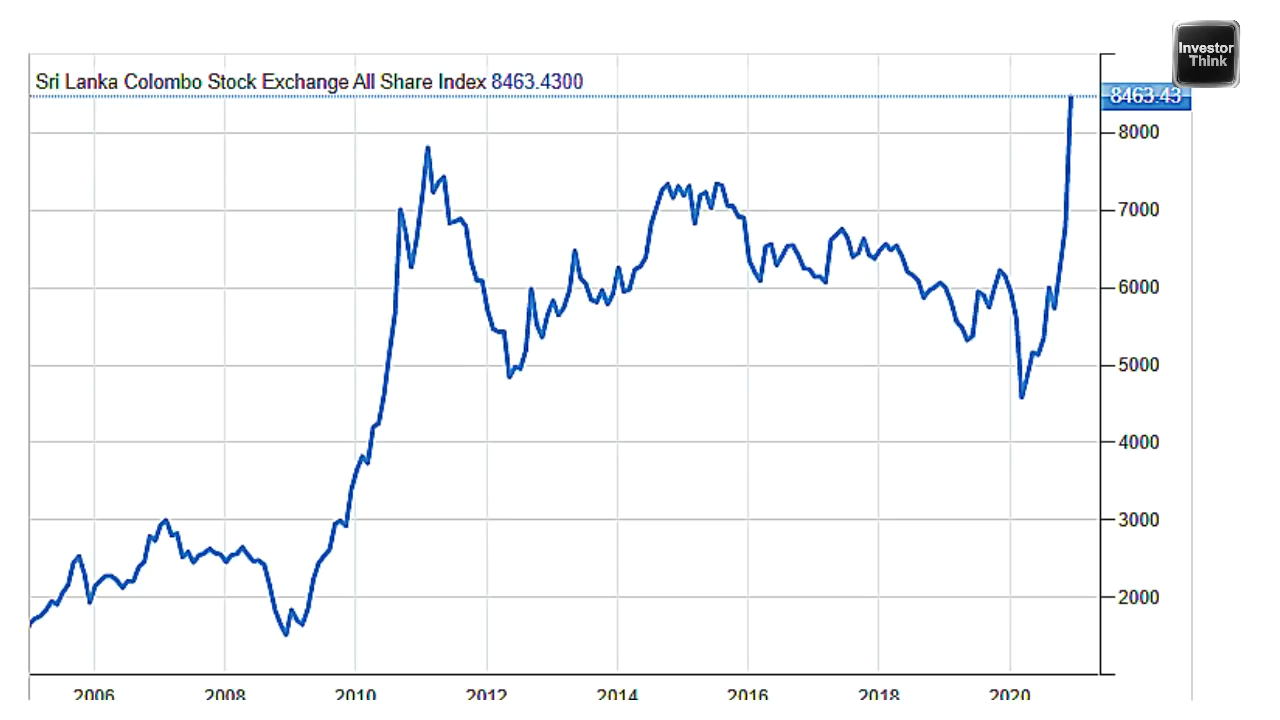 Investor
Think
Sri Lanka Colombo Stock Exchange All Share Index 8463.4300
8463.43
8000
7000
6000
5000
4000
3000
2000
2006 2008 2010 2012 2014 2016 2018 2020